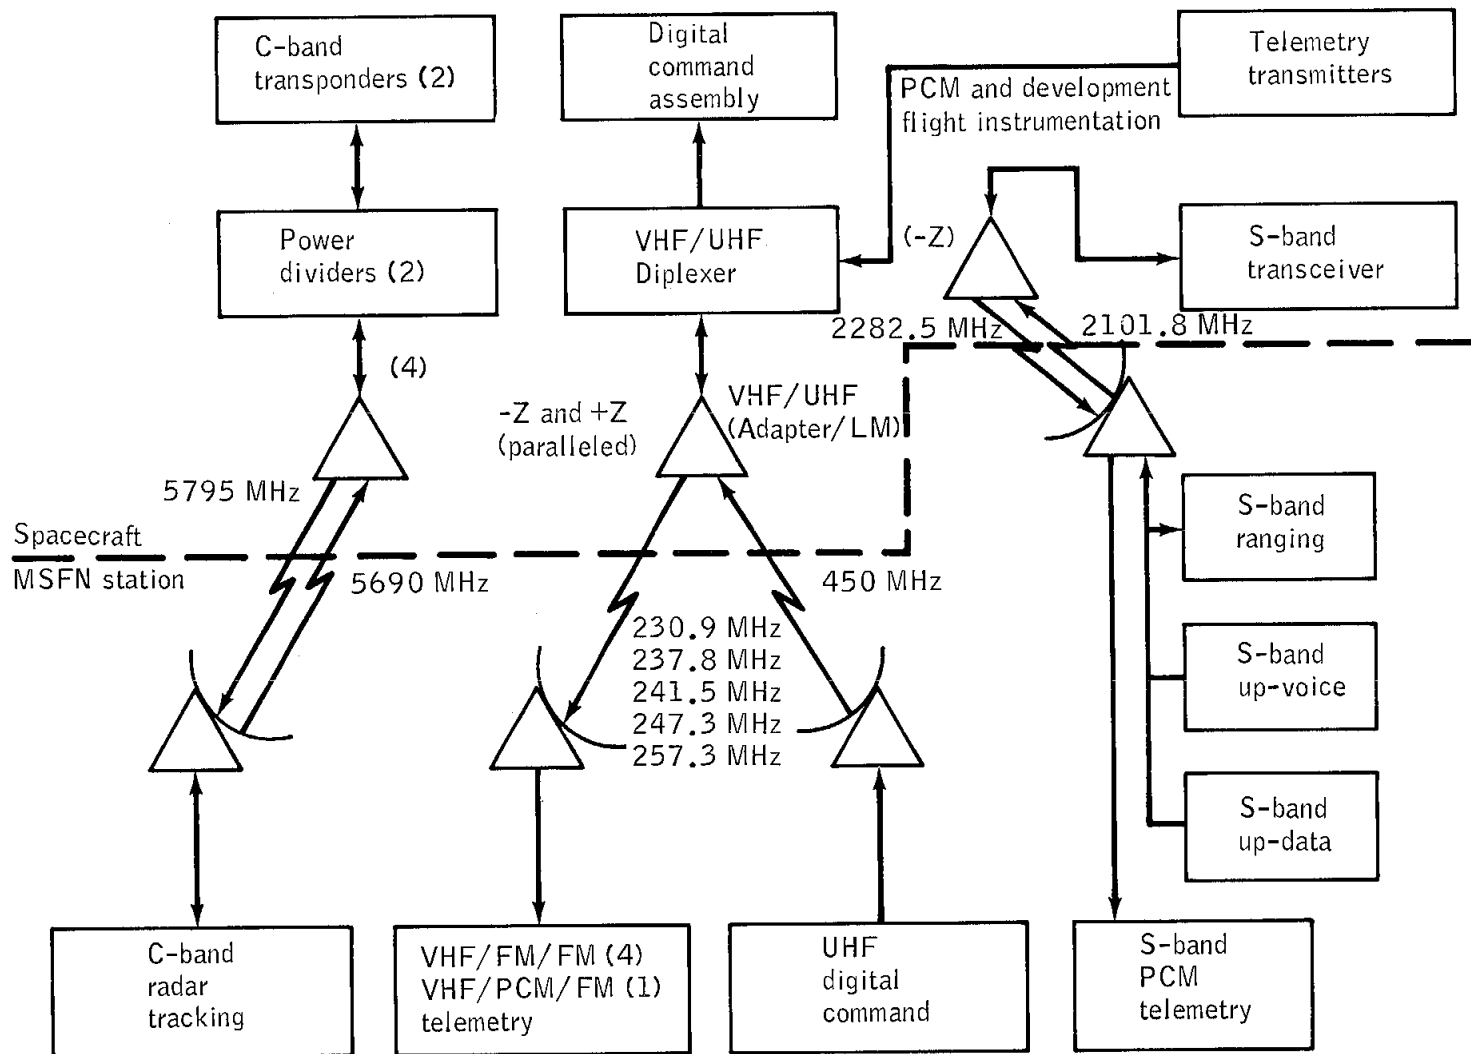 C-band
transponders (2)
Digital
command
assembly
PCM and development
flight instrumentation
Telemetry
transmitters
Power
dividers (2)
VHF/UHF
Diplexer
(-Z)
S-band
transceiver
2282.5 MHz
2101.8 MHz
(4)
-Z and +Z
(paralleled)
VHF/UHF
(Adapter/LM)
5795 MHz
Spacecraft
MSFN station
5690 MHz
450 MHz
230.9 MHz
237.8 MHz
241.5 MHz
247.3 MHz
257.3 MHz
S-band
ranging
S-band
up-voice
S-band
up-data
C-band
radar
tracking
VHF/FM/FM (4)
VHF/PCM/FM (1)
telemetry
UHF
digital
command
S-band
PCM
telemetry